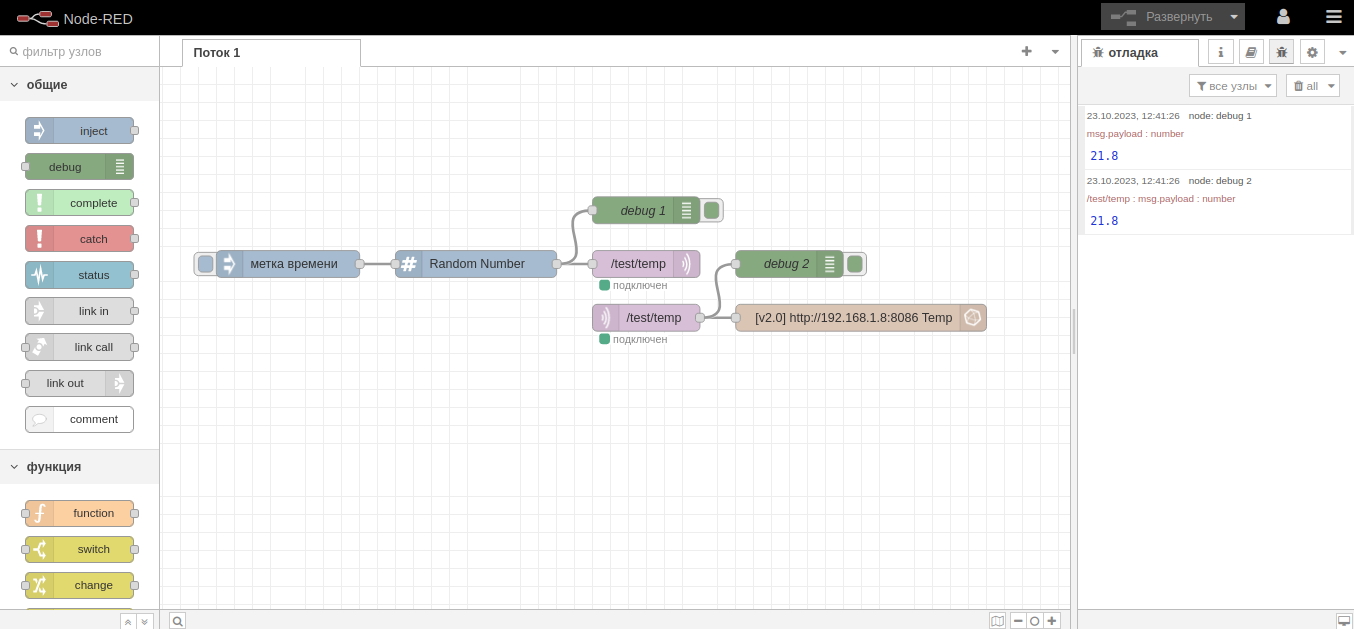 Node-RED
Развернуть
фильтр узлов
общие
inject
debug
complete
catch
status
link in
link call
link out
comment
функция
function
switch
change
Поток 1
метка времени
Random Number
debug 1
/test/temp
подключен
debug 2
/test/temp
подключен
[v2.0] http://192.168.1.8:8086 Temp
отладка
все узлы
all
23.10.2023, 12:41:26 node: debug 1
msg.payload : number
21.8
23.10.2023, 12:41:26 node: debug 2
/test/temp : msg.payload : number
21.8